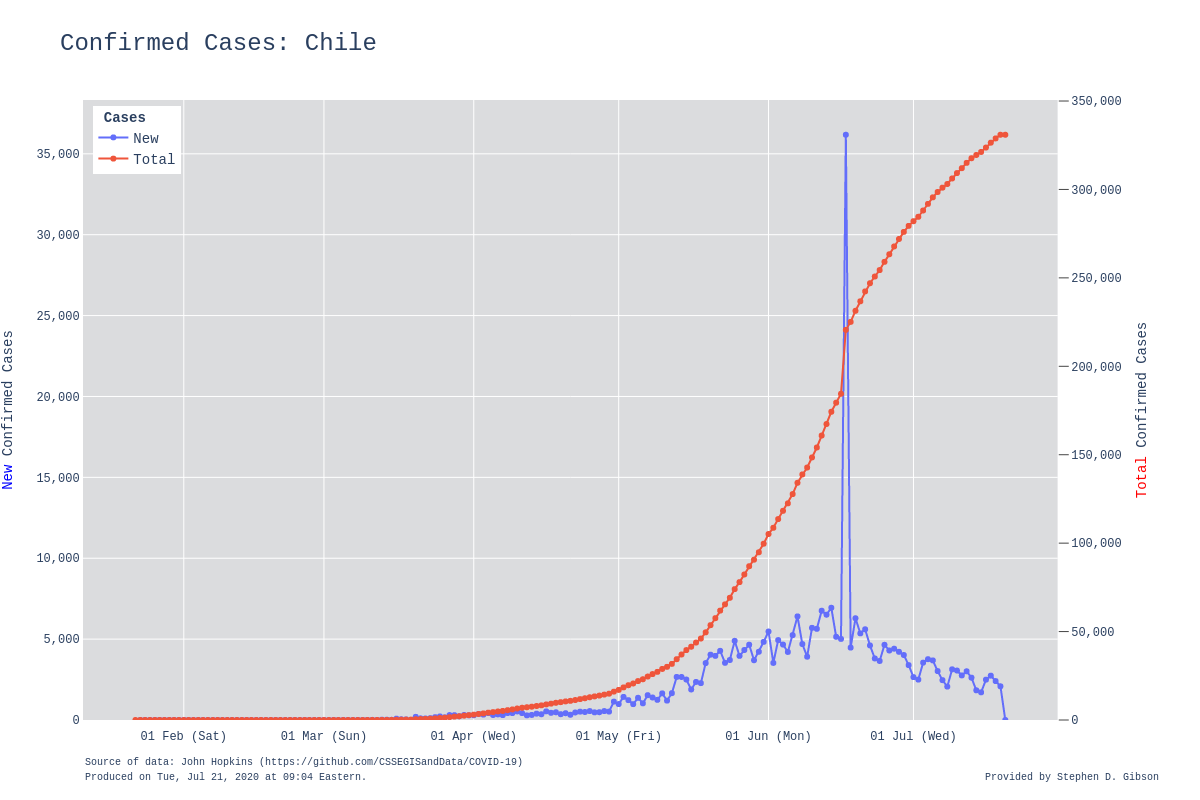 Confirmed Cases: Chile
Cases
New
Total
35,000
30,000
25,000
20,000
15,000
10,000
5,000
0
New Confirmed Cases
350,000
300,000
250,000
200,000
150,000
100,000
50,000
0
Total Confirmed Cases
01 Feb (Sat)
01 Mar (Sun)
01 Apr (Wed)
01 May (Fri)
01 Jun (Mon)
01 Jul (Wed)
Source of data: John Hopkins (https://github.com/CSSEGISandData/COVID-19)
Produced on Tue, Jul 21, 2020 at 09:04 Eastern.
Provided by Stephen D. Gibson